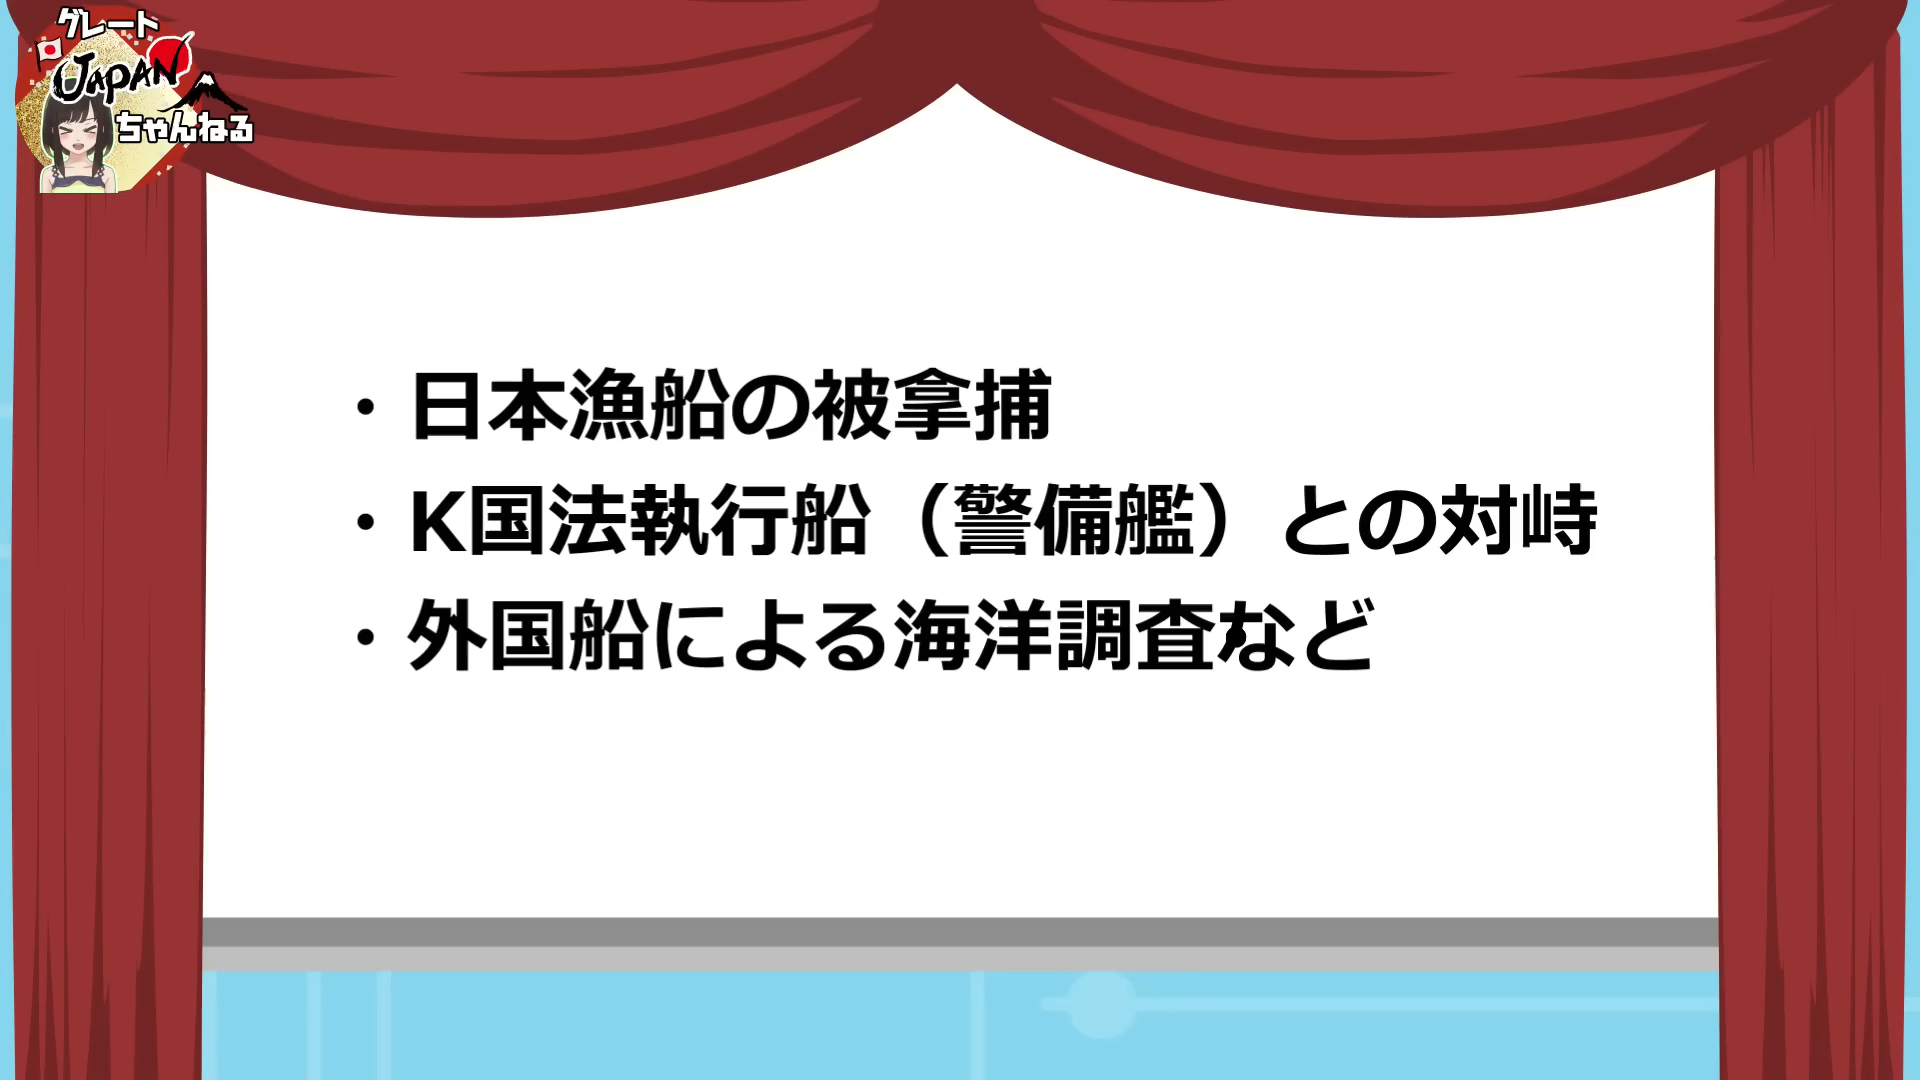 グレート
JAPAN
ちゃんねる
・日本漁船の被拿捕
・K国法執行船（警備艦）との対峙
・外国船による海洋調査など